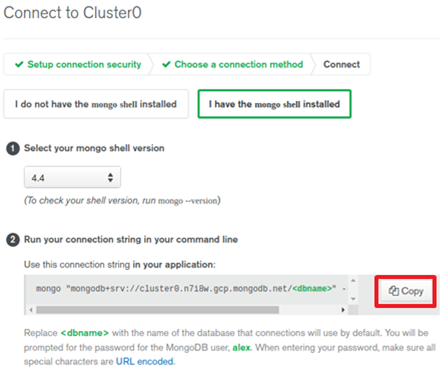 Connect to Cluster0
✔ Setup connection security
✔ Choose a connection method
Connect
I do not have the mongo shell installed
I have the mongo shell installed
1 Select your mongo shell version
4.4
(To check your shell version, run mongo --version)
2 Run your connection string in your command line
Use this connection string in your application:
mongo "mongodb+srv://cluster0.n7i8w.gcp.mongodb.net/<dbname>" -
Copy
Replace <dbname> with the name of the database that connections will use by default. You will be
prompted for the password for the MongoDB user, alex. When entering your password, make sure all
special characters are URL encoded.